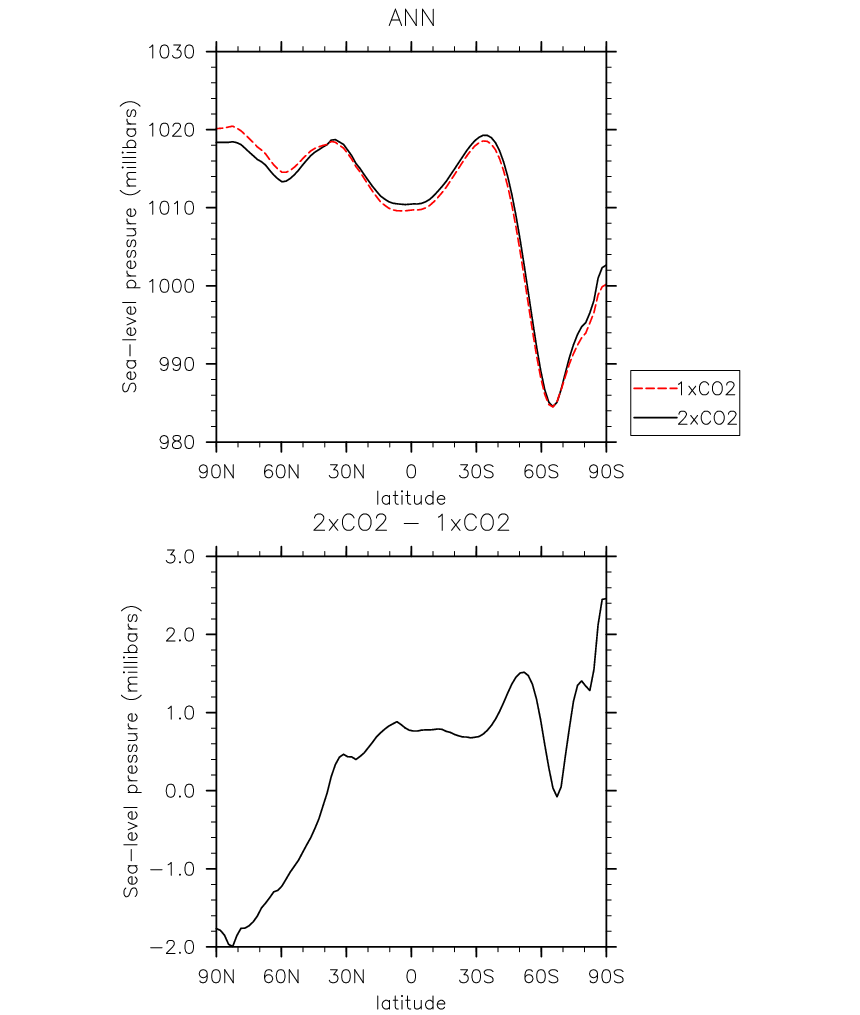 ANN
Sea-level pressure (millibars)
1030
1020
1010
1000
990
980
90N 60N 30N 0 30S 60S 90S
latitude
1xCO2
2xCO2
2xCO2 - 1xCO2
Sea-level pressure (millibars)
3.0
2.0
1.0
0.0
-1.0
-2.0
90N 60N 30N 0 30S 60S 90S
latitude